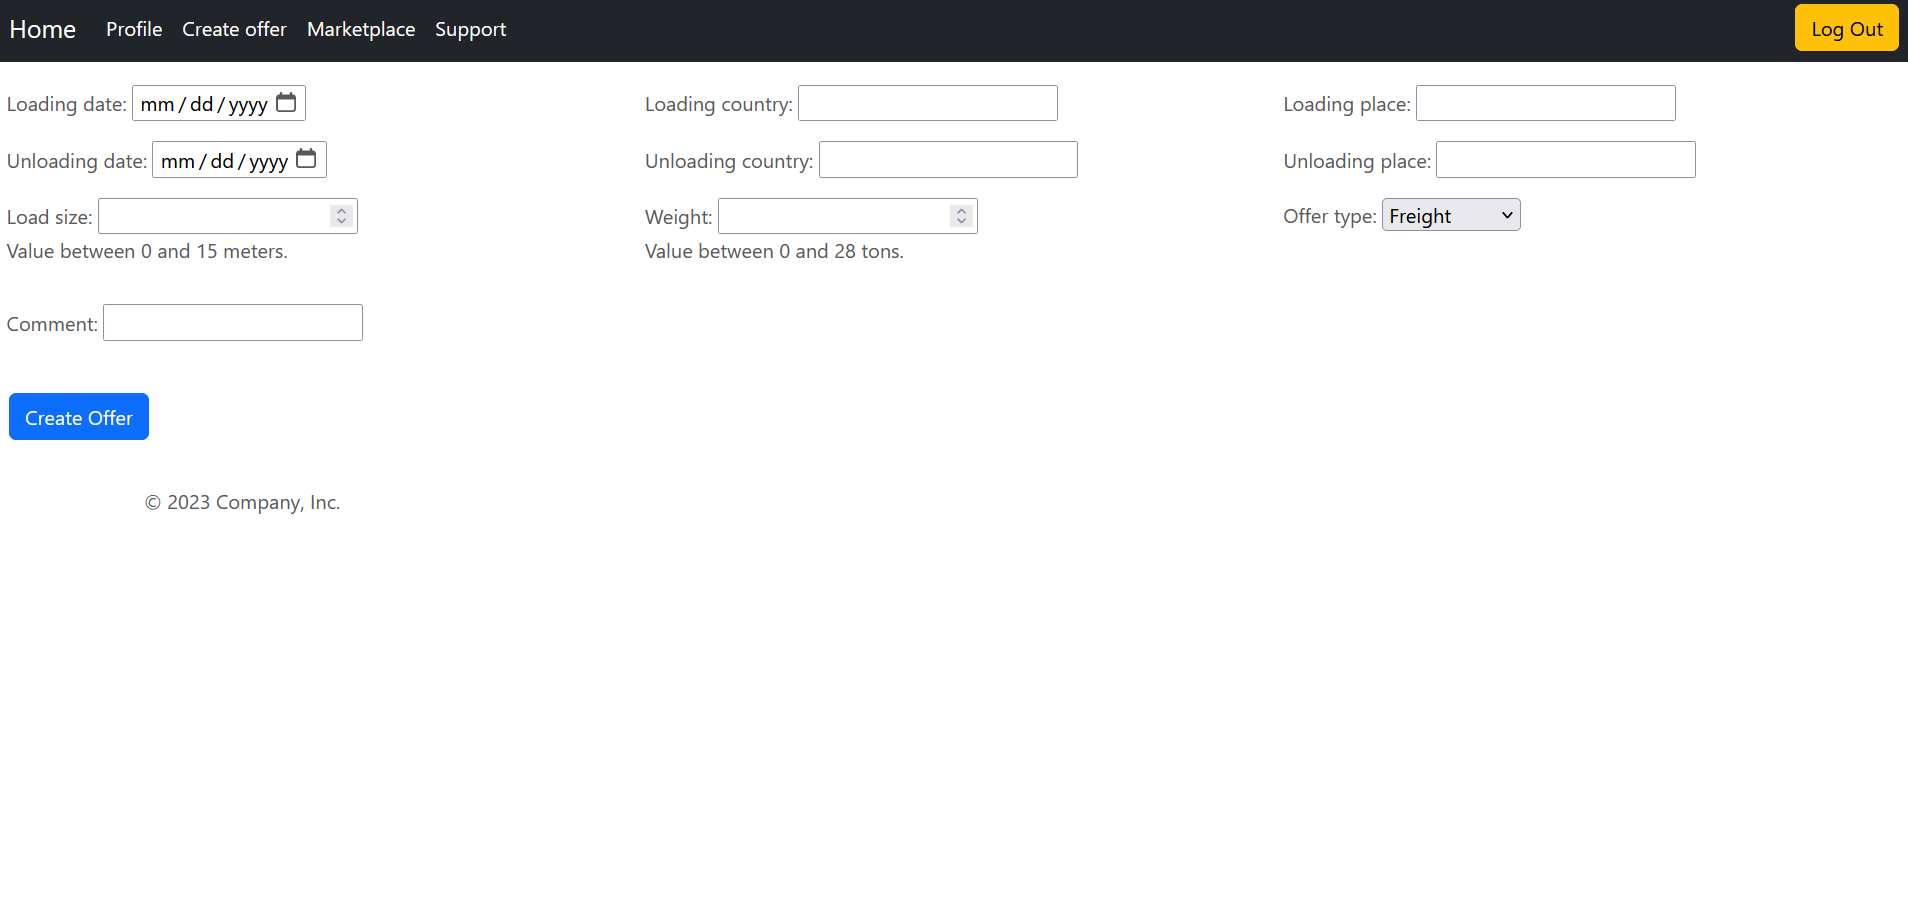 Home Profile Create offer Marketplace Support Log Out
Loading date: mm/dd/yyyy Loading country: Loading place:
Unloading date: mm/dd/yyyy Unloading country: Unloading place:
Load size: Weight: Offer type: Freight
Value between 0 and 15 meters. Value between 0 and 28 tons.
Comment:
Create Offer
© 2023 Company, Inc.